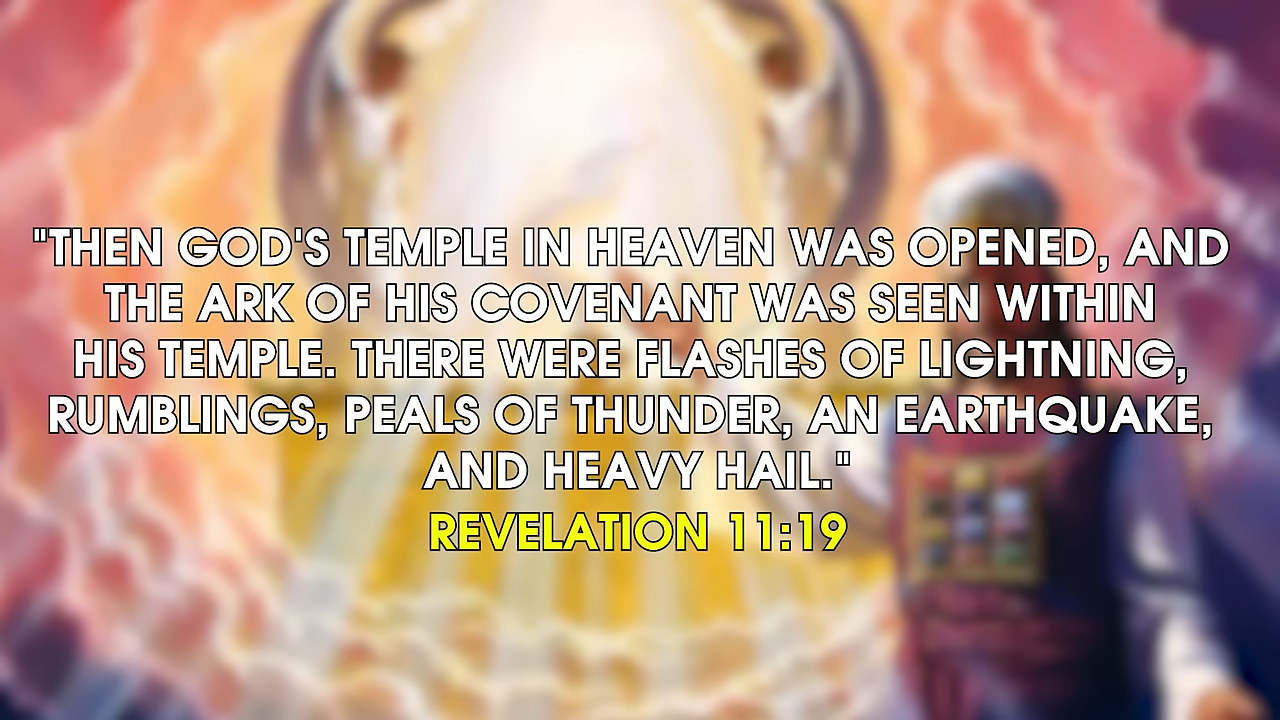 "THEN GOD'S TEMPLE IN HEAVEN WAS OPENED, AND
THE ARK OF HIS COVENANT WAS SEEN WITHIN
HIS TEMPLE. THERE WERE FLASHES OF LIGHTNING,
RUMBLINGS, PEALS OF THUNDER, AN EARTHQUAKE,
AND HEAVY HAIL."
REVELATION 11:19